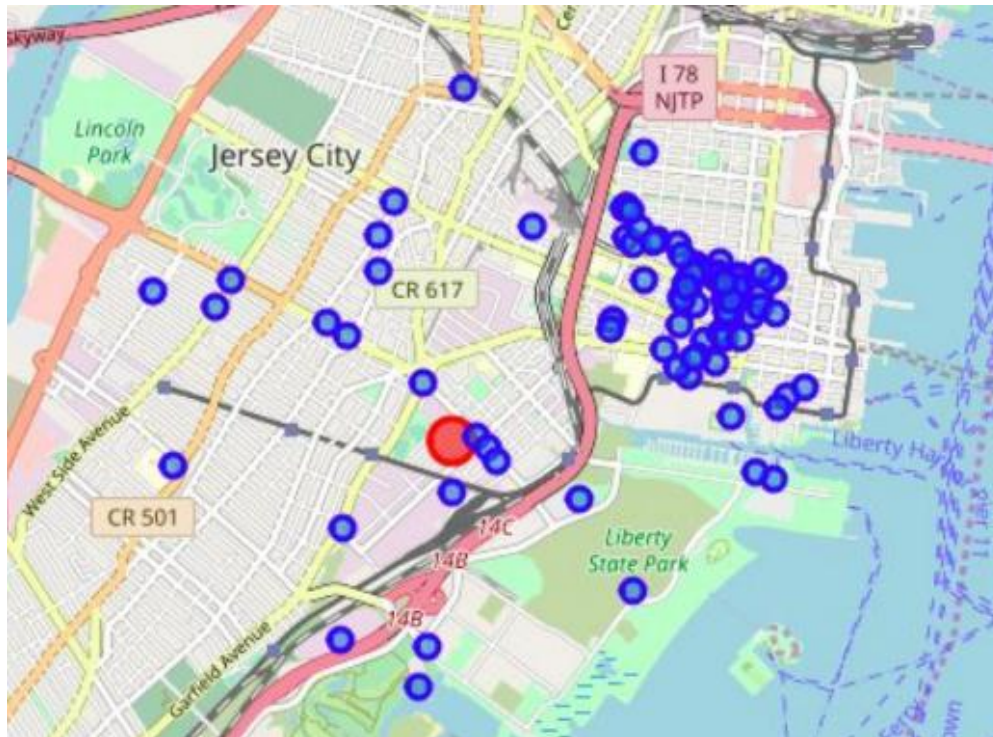 Skyway
I 78
NJTP
Lincoln
Park
Jersey City
CR 617
West Side Avenue
Liberty
CR 501
14C
Liberty
State Park
14B
14B
Garfield Avenue